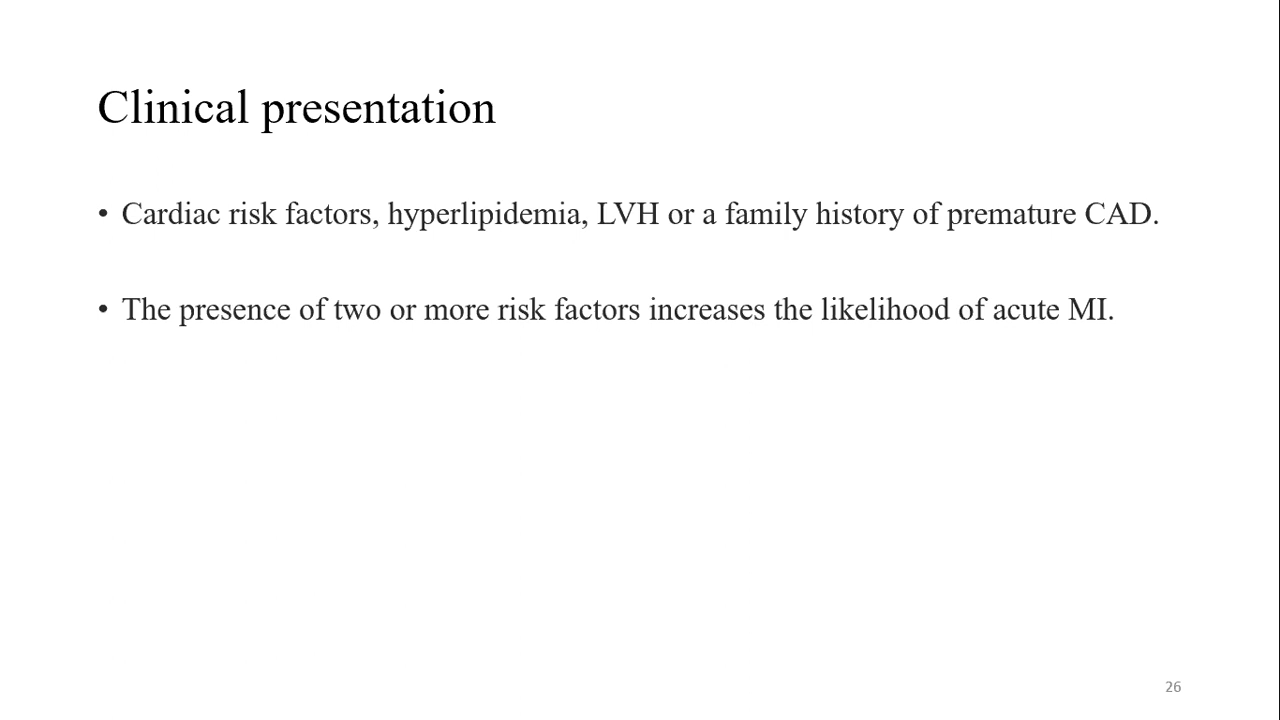 Clinical presentation
• Cardiac risk factors, hyperlipidemia, LVH or a family history of premature CAD.
• The presence of two or more risk factors increases the likelihood of acute MI.
26